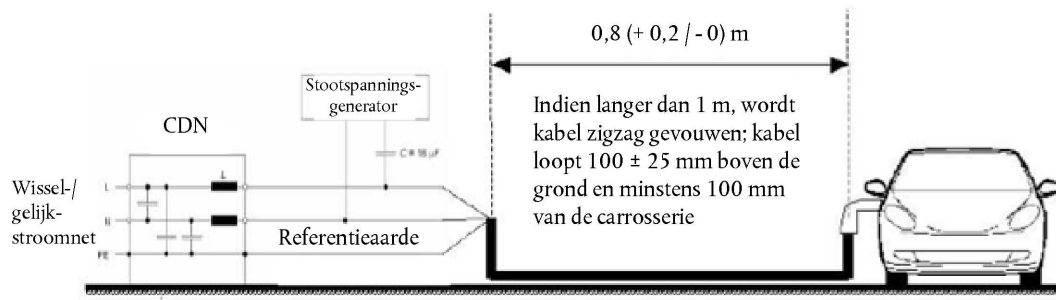 0,8 (+ 0,2 / - 0) m
Stootspannings-
generator
CDN
Indien langer dan 1 m, wordt
kabel zigzag gevouwen; kabel
loopt 100 ± 25 mm boven de
grond en minstens 100 mm
van de carrosserie
C = 18 µF
L
Wissel-/
gelijk-
stroomnet
L
N
PE
Referentieaarde